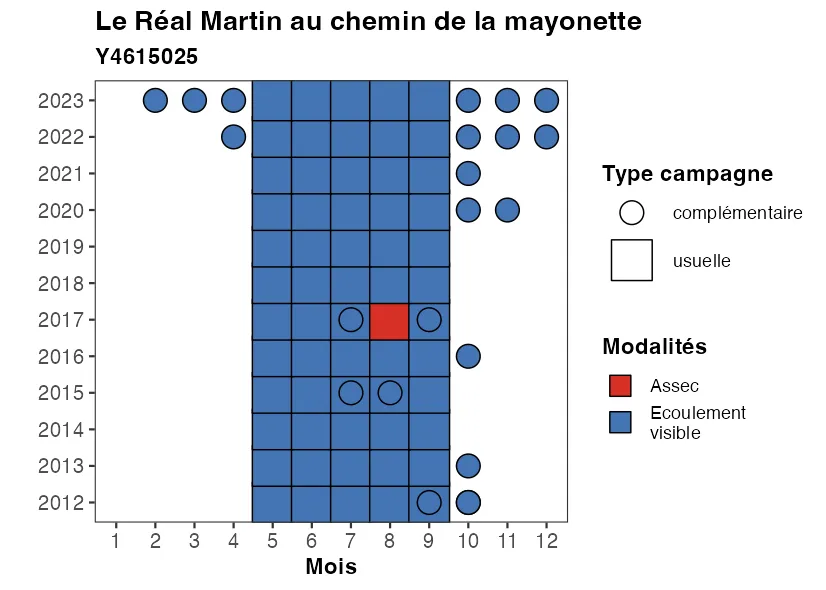 Le Réal Martin au chemin de la mayonette
Y4615025
2023
2022
2021
2020
2019
2018
2017
2016
2015
2014
2013
2012
1 2 3 4 5 6 7 8 9 10 11 12
Mois
Type campagne
complémentaire
usuelle
Modalités
Assec
Ecoulement
visible